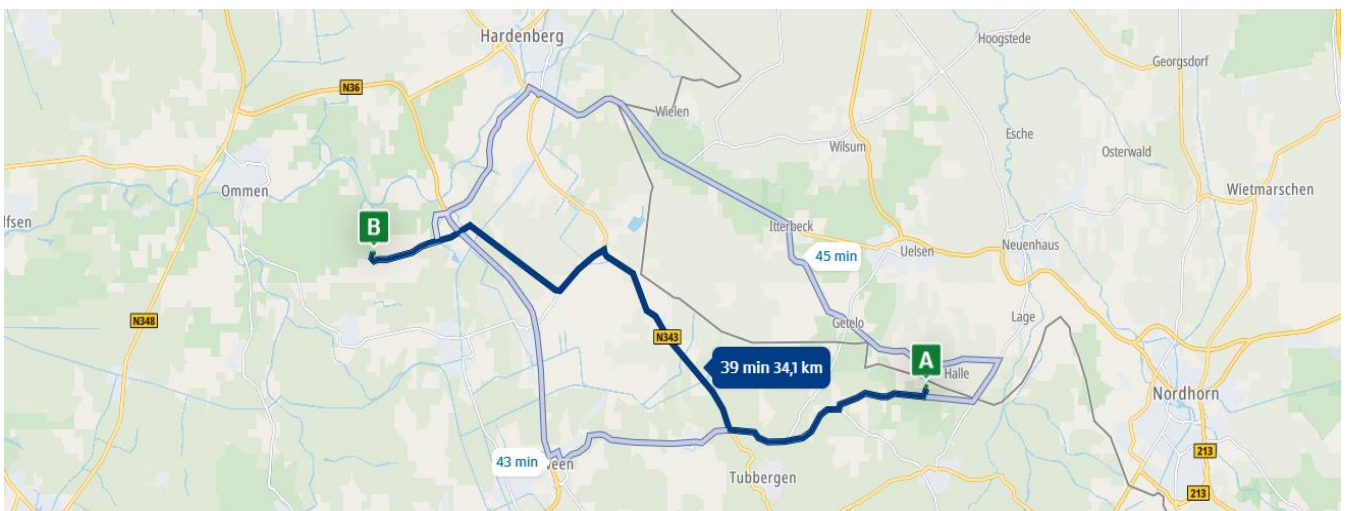 Hardenberg
Hoogstede
Georgsdorf
N36
Wielen
Esche
Wilsum
Osterwald
Ommen
Wietmarschen
lfsen
B
Itterbeck
Neuenhaus
Uelsen
45 min
N348
Getelo
Lage
N343
39 min 34,1 km
A
Halle
Nordhorn
43 min
veen
Tubbergen
213
213